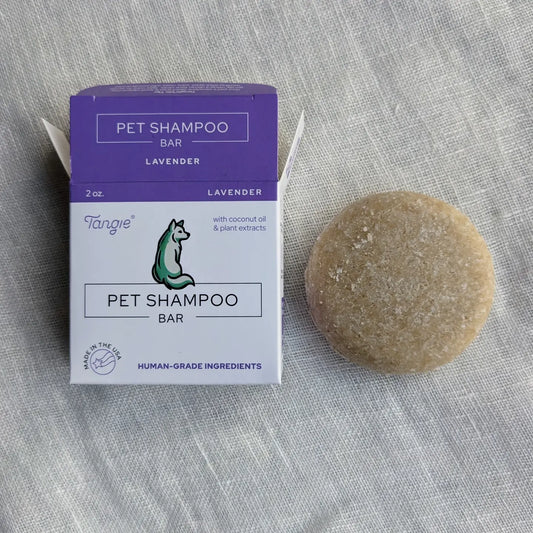 PET SHAMPOO
BAR
LAVENDER
2 oz.
LAVENDER
Tangie®
with coconut oil
& plant extracts
PET SHAMPOO
BAR
MADE IN THE USA
HUMAN-GRADE INGREDIENTS